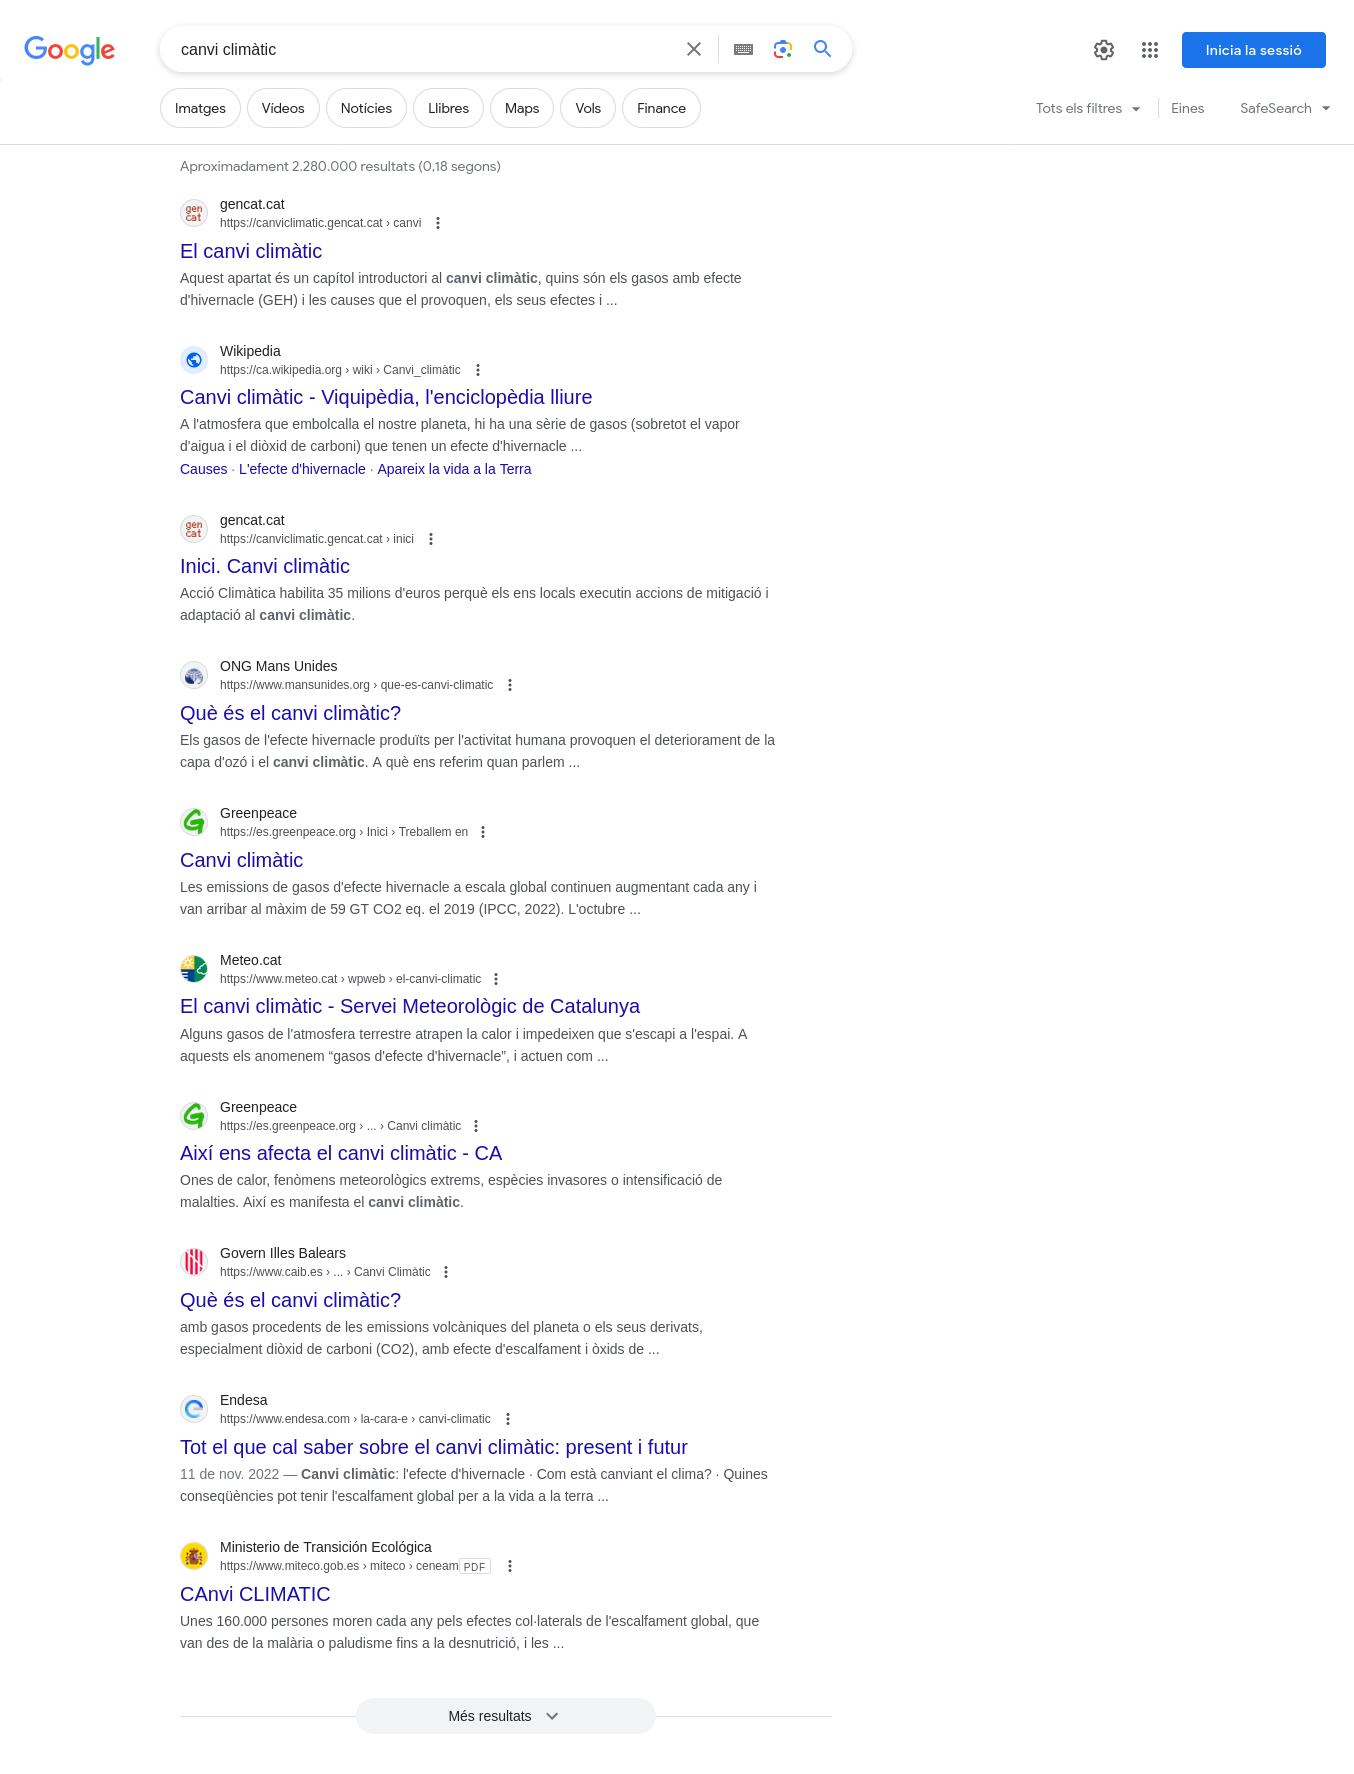 Google
canvi climàtic
Inicia la sessió
Imatges
Vídeos
Notícies
Llibres
Maps
Vols
Finance
Tots els filtres
Eines
SafeSearch
Aproximadament 2.280.000 resultats (0,18 segons)
gen
cat
gencat.cat
https://canviclimatic.gencat.cat › canvi
El canvi climàtic
Aquest apartat és un capítol introductori al canvi climàtic, quins són els gasos amb efecte
d'hivernacle (GEH) i les causes que el provoquen, els seus efectes i ...
Wikipedia
https://ca.wikipedia.org › wiki › Canvi_climàtic
Canvi climàtic - Viquipèdia, l'enciclopèdia lliure
A l'atmosfera que embolcalla el nostre planeta, hi ha una sèrie de gasos (sobretot el vapor
d'aigua i el diòxid de carboni) que tenen un efecte d'hivernacle ...
Causes · L'efecte d'hivernacle · Apareix la vida a la Terra
gen
cat
gencat.cat
https://canviclimatic.gencat.cat › inici
Inici. Canvi climàtic
Acció Climàtica habilita 35 milions d'euros perquè els ens locals executin accions de mitigació i
adaptació al canvi climàtic.
ONG Mans Unides
https://www.mansunides.org › que-es-canvi-climatic
Què és el canvi climàtic?
Els gasos de l'efecte hivernacle produïts per l'activitat humana provoquen el deteriorament de la
capa d'ozó i el canvi climàtic. A què ens referim quan parlem ...
Greenpeace
https://es.greenpeace.org › Inici › Treballem en
Canvi climàtic
Les emissions de gasos d'efecte hivernacle a escala global continuen augmentant cada any i
van arribar al màxim de 59 GT CO2 eq. el 2019 (IPCC, 2022). L'octubre ...
Meteo.cat
https://www.meteo.cat › wpweb › el-canvi-climatic
El canvi climàtic - Servei Meteorològic de Catalunya
Alguns gasos de l'atmosfera terrestre atrapen la calor i impedeixen que s'escapi a l'espai. A
aquests els anomenem “gasos d'efecte d'hivernacle”, i actuen com ...
Greenpeace
https://es.greenpeace.org › ... › Canvi climàtic
Així ens afecta el canvi climàtic - CA
Ones de calor, fenòmens meteorològics extrems, espècies invasores o intensificació de
malalties. Així es manifesta el canvi climàtic.
Govern Illes Balears
https://www.caib.es › ... › Canvi Climàtic
Què és el canvi climàtic?
amb gasos procedents de les emissions volcàniques del planeta o els seus derivats,
especialment diòxid de carboni (CO2), amb efecte d'escalfament i òxids de ...
Endesa
https://www.endesa.com › la-cara-e › canvi-climatic
Tot el que cal saber sobre el canvi climàtic: present i futur
11 de nov. 2022 — Canvi climàtic: l'efecte d'hivernacle · Com està canviant el clima? · Quines
conseqüències pot tenir l'escalfament global per a la vida a la terra ...
Ministerio de Transición Ecológica
https://www.miteco.gob.es › miteco › ceneam PDF
CAnvi CLIMATIC
Unes 160.000 persones moren cada any pels efectes col·laterals de l'escalfament global, que
van des de la malària o paludisme fins a la desnutrició, i les ...
Més resultats